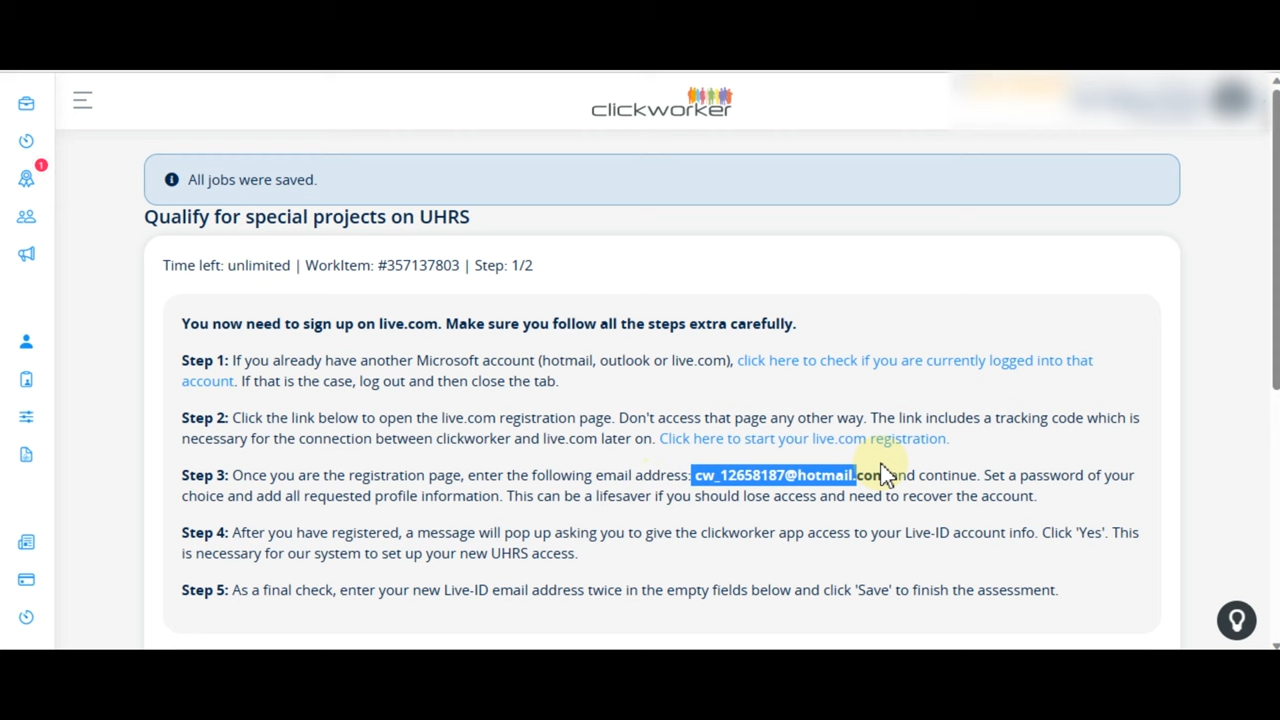 clickworker
1
All jobs were saved.
Qualify for special projects on UHRS
Time left: unlimited | WorkItem: #357137803 | Step: 1/2
You now need to sign up on live.com. Make sure you follow all the steps extra carefully.
Step 1: If you already have another Microsoft account (hotmail, outlook or live.com), click here to check if you are currently logged into that
account. If that is the case, log out and then close the tab.
Step 2: Click the link below to open the live.com registration page. Don't access that page any other way. The link includes a tracking code which is
necessary for the connection between clickworker and live.com later on. Click here to start your live.com registration.
Step 3: Once you are the registration page, enter the following email address: cw_12658187@hotmail.com and continue. Set a password of your
choice and add all requested profile information. This can be a lifesaver if you should lose access and need to recover the account.
Step 4: After you have registered, a message will pop up asking you to give the clickworker app access to your Live-ID account info. Click 'Yes'. This
is necessary for our system to set up your new UHRS access.
Step 5: As a final check, enter your new Live-ID email address twice in the empty fields below and click 'Save' to finish the assessment.